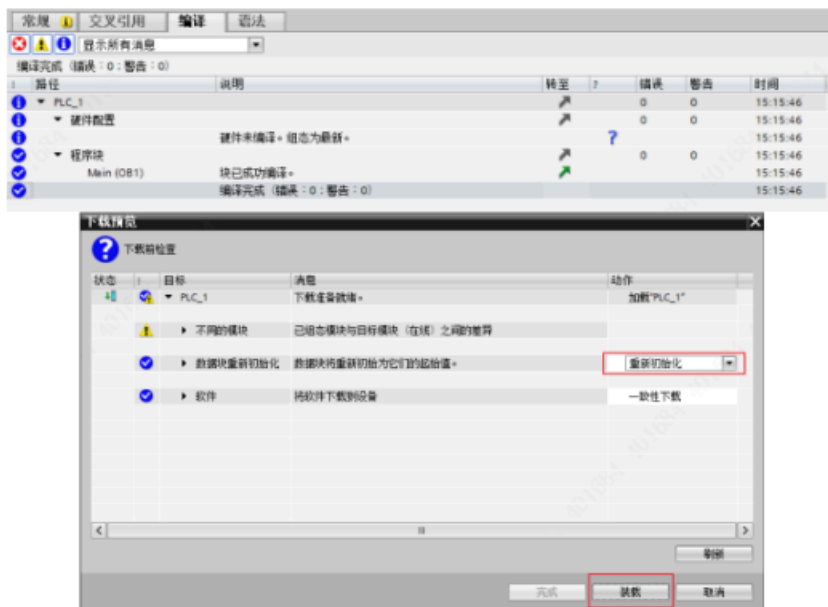 常规 交叉引用 编译 语法
显示所有消息
编译完成（错误：0；警告：0）
! 路径 说明 转至 ? 错误 警告 时间
PLC_1 0 0 15:15:46
硬件配置 0 0 15:15:46
硬件未编译。组态为最新。 ? 15:15:46
程序块 0 0 15:15:46
Main (OB1) 块已成功编译。 15:15:46
编译完成（错误：0；警告：0） 15:15:46
下载预览
下载前检查
状态 ! 目标 消息 动作
PLC_1 下载准备就绪。 加载"PLC_1"
不同的模块 已组态模块与目标模块（在线）之间的差异
数据块重新初始化 数据块将重新初始为它们的起始值。 重新初始化
软件 将软件下载到设备 一致性下载
刷新
完成 装载 取消